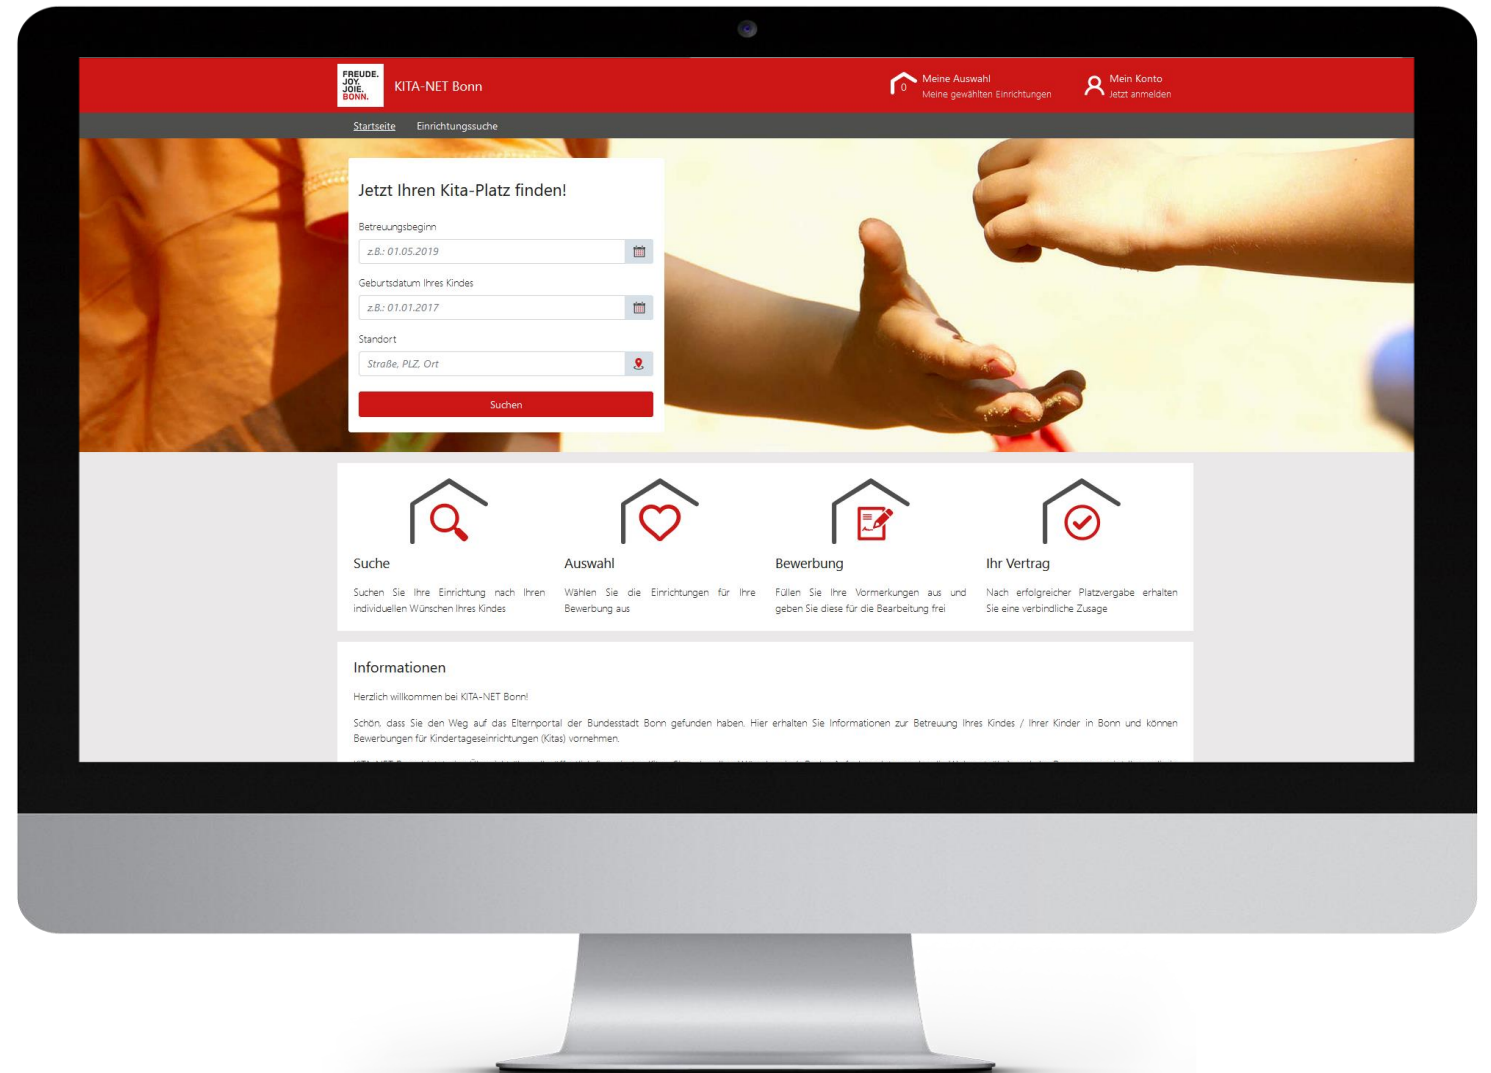 FREUDE.
JOY.
JOIE.
BONN.
KITA-NET Bonn
0
Meine Auswahl
Meine gewählten Einrichtungen
Mein Konto
Jetzt anmelden
Startseite Einrichtungssuche
Jetzt Ihren Kita-Platz finden!
Betreuungsbeginn
z.B.: 01.05.2019
Geburtsdatum Ihres Kindes
z.B.: 01.01.2017
Standort
Straße, PLZ, Ort
Suchen
Suche
Suchen Sie Ihre Einrichtung nach Ihren
individuellen Wünschen Ihres Kindes
Auswahl
Wählen Sie die Einrichtungen für Ihre
Bewerbung aus
Bewerbung
Füllen Sie Ihre Vormerkungen aus und
geben Sie diese für die Bearbeitung frei
Ihr Vertrag
Nach erfolgreicher Platzvergabe erhalten
Sie eine verbindliche Zusage
Informationen
Herzlich willkommen bei KITA-NET Bonn!
Schön, dass Sie den Weg auf das Elternportal der Bundesstadt Bonn gefunden haben. Hier erhalten Sie Informationen zur Betreuung Ihres Kindes / Ihrer Kinder in Bonn und können
Bewerbungen für Kindertageseinrichtungen (Kitas) vornehmen.